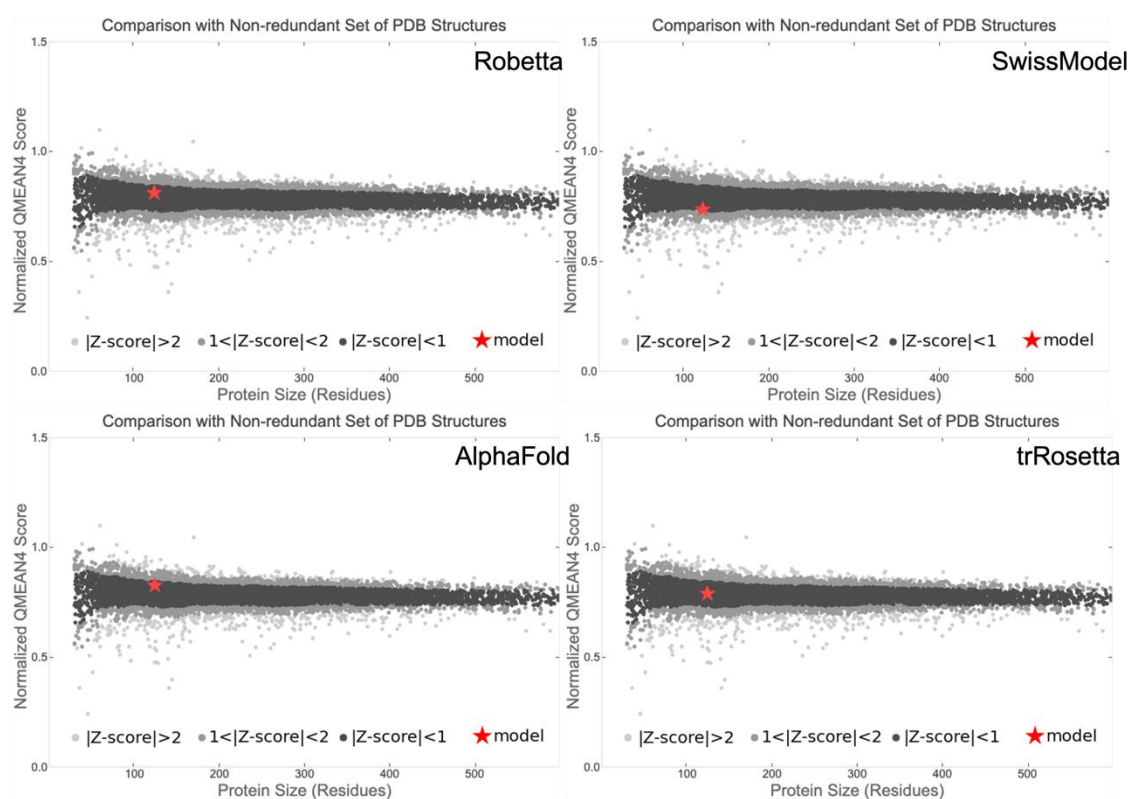 Comparison with Non-redundant Set of PDB Structures
Robetta
Normalized QMEAN4 Score
1.5
1.0
0.5
0.0
|Z-score|>2 1<|Z-score|<2 |Z-score|<1 model
100 200 300 400 500
Protein Size (Residues)
Comparison with Non-redundant Set of PDB Structures
SwissModel
Normalized QMEAN4 Score
1.5
1.0
0.5
0.0
|Z-score|>2 1<|Z-score|<2 |Z-score|<1 model
100 200 300 400 500
Protein Size (Residues)
Comparison with Non-redundant Set of PDB Structures
AlphaFold
Normalized QMEAN4 Score
1.5
1.0
0.5
0.0
|Z-score|>2 1<|Z-score|<2 |Z-score|<1 model
100 200 300 400 500
Protein Size (Residues)
Comparison with Non-redundant Set of PDB Structures
trRosetta
Normalized QMEAN4 Score
1.5
1.0
0.5
0.0
|Z-score|>2 1<|Z-score|<2 |Z-score|<1 model
100 200 300 400 500
Protein Size (Residues)